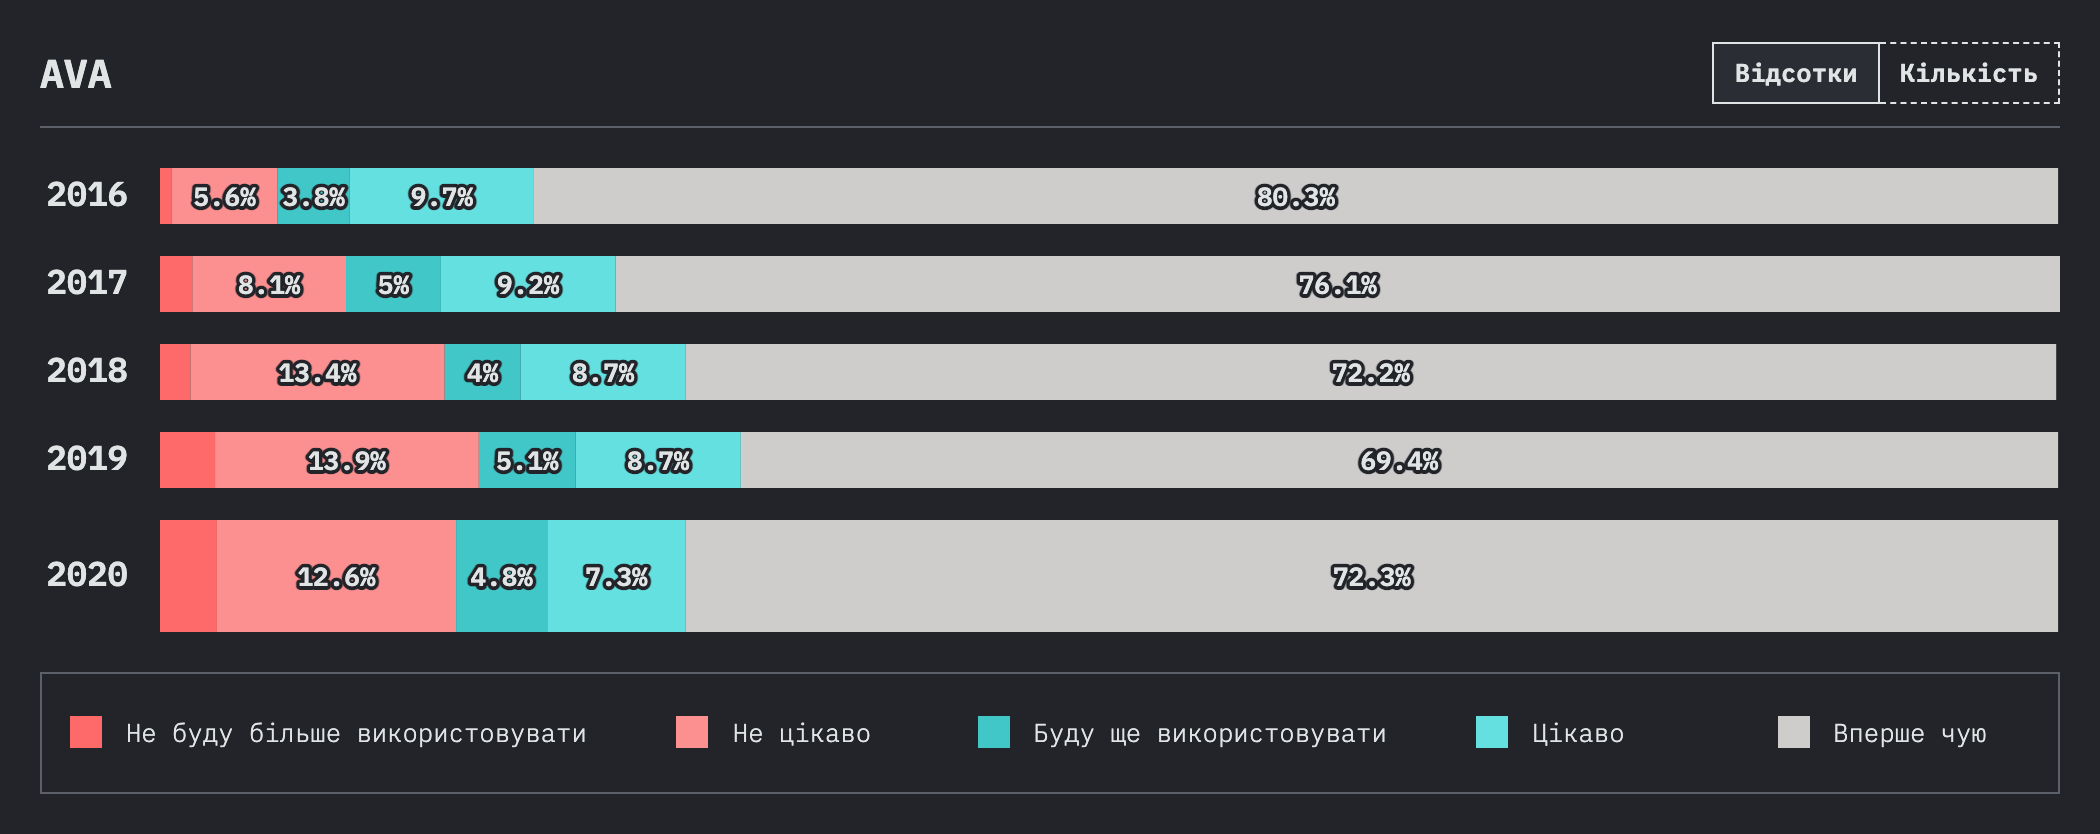 AVA
Відсотки Кількість
2016 5.6% 3.8% 9.7% 80.3%
2017 8.1% 5% 9.2% 76.1%
2018 13.4% 4% 8.7% 72.2%
2019 13.9% 5.1% 8.7% 69.4%
2020 12.6% 4.8% 7.3% 72.3%
Не буду більше використовувати Не цікаво Буду ще використовувати Цікаво Вперше чую